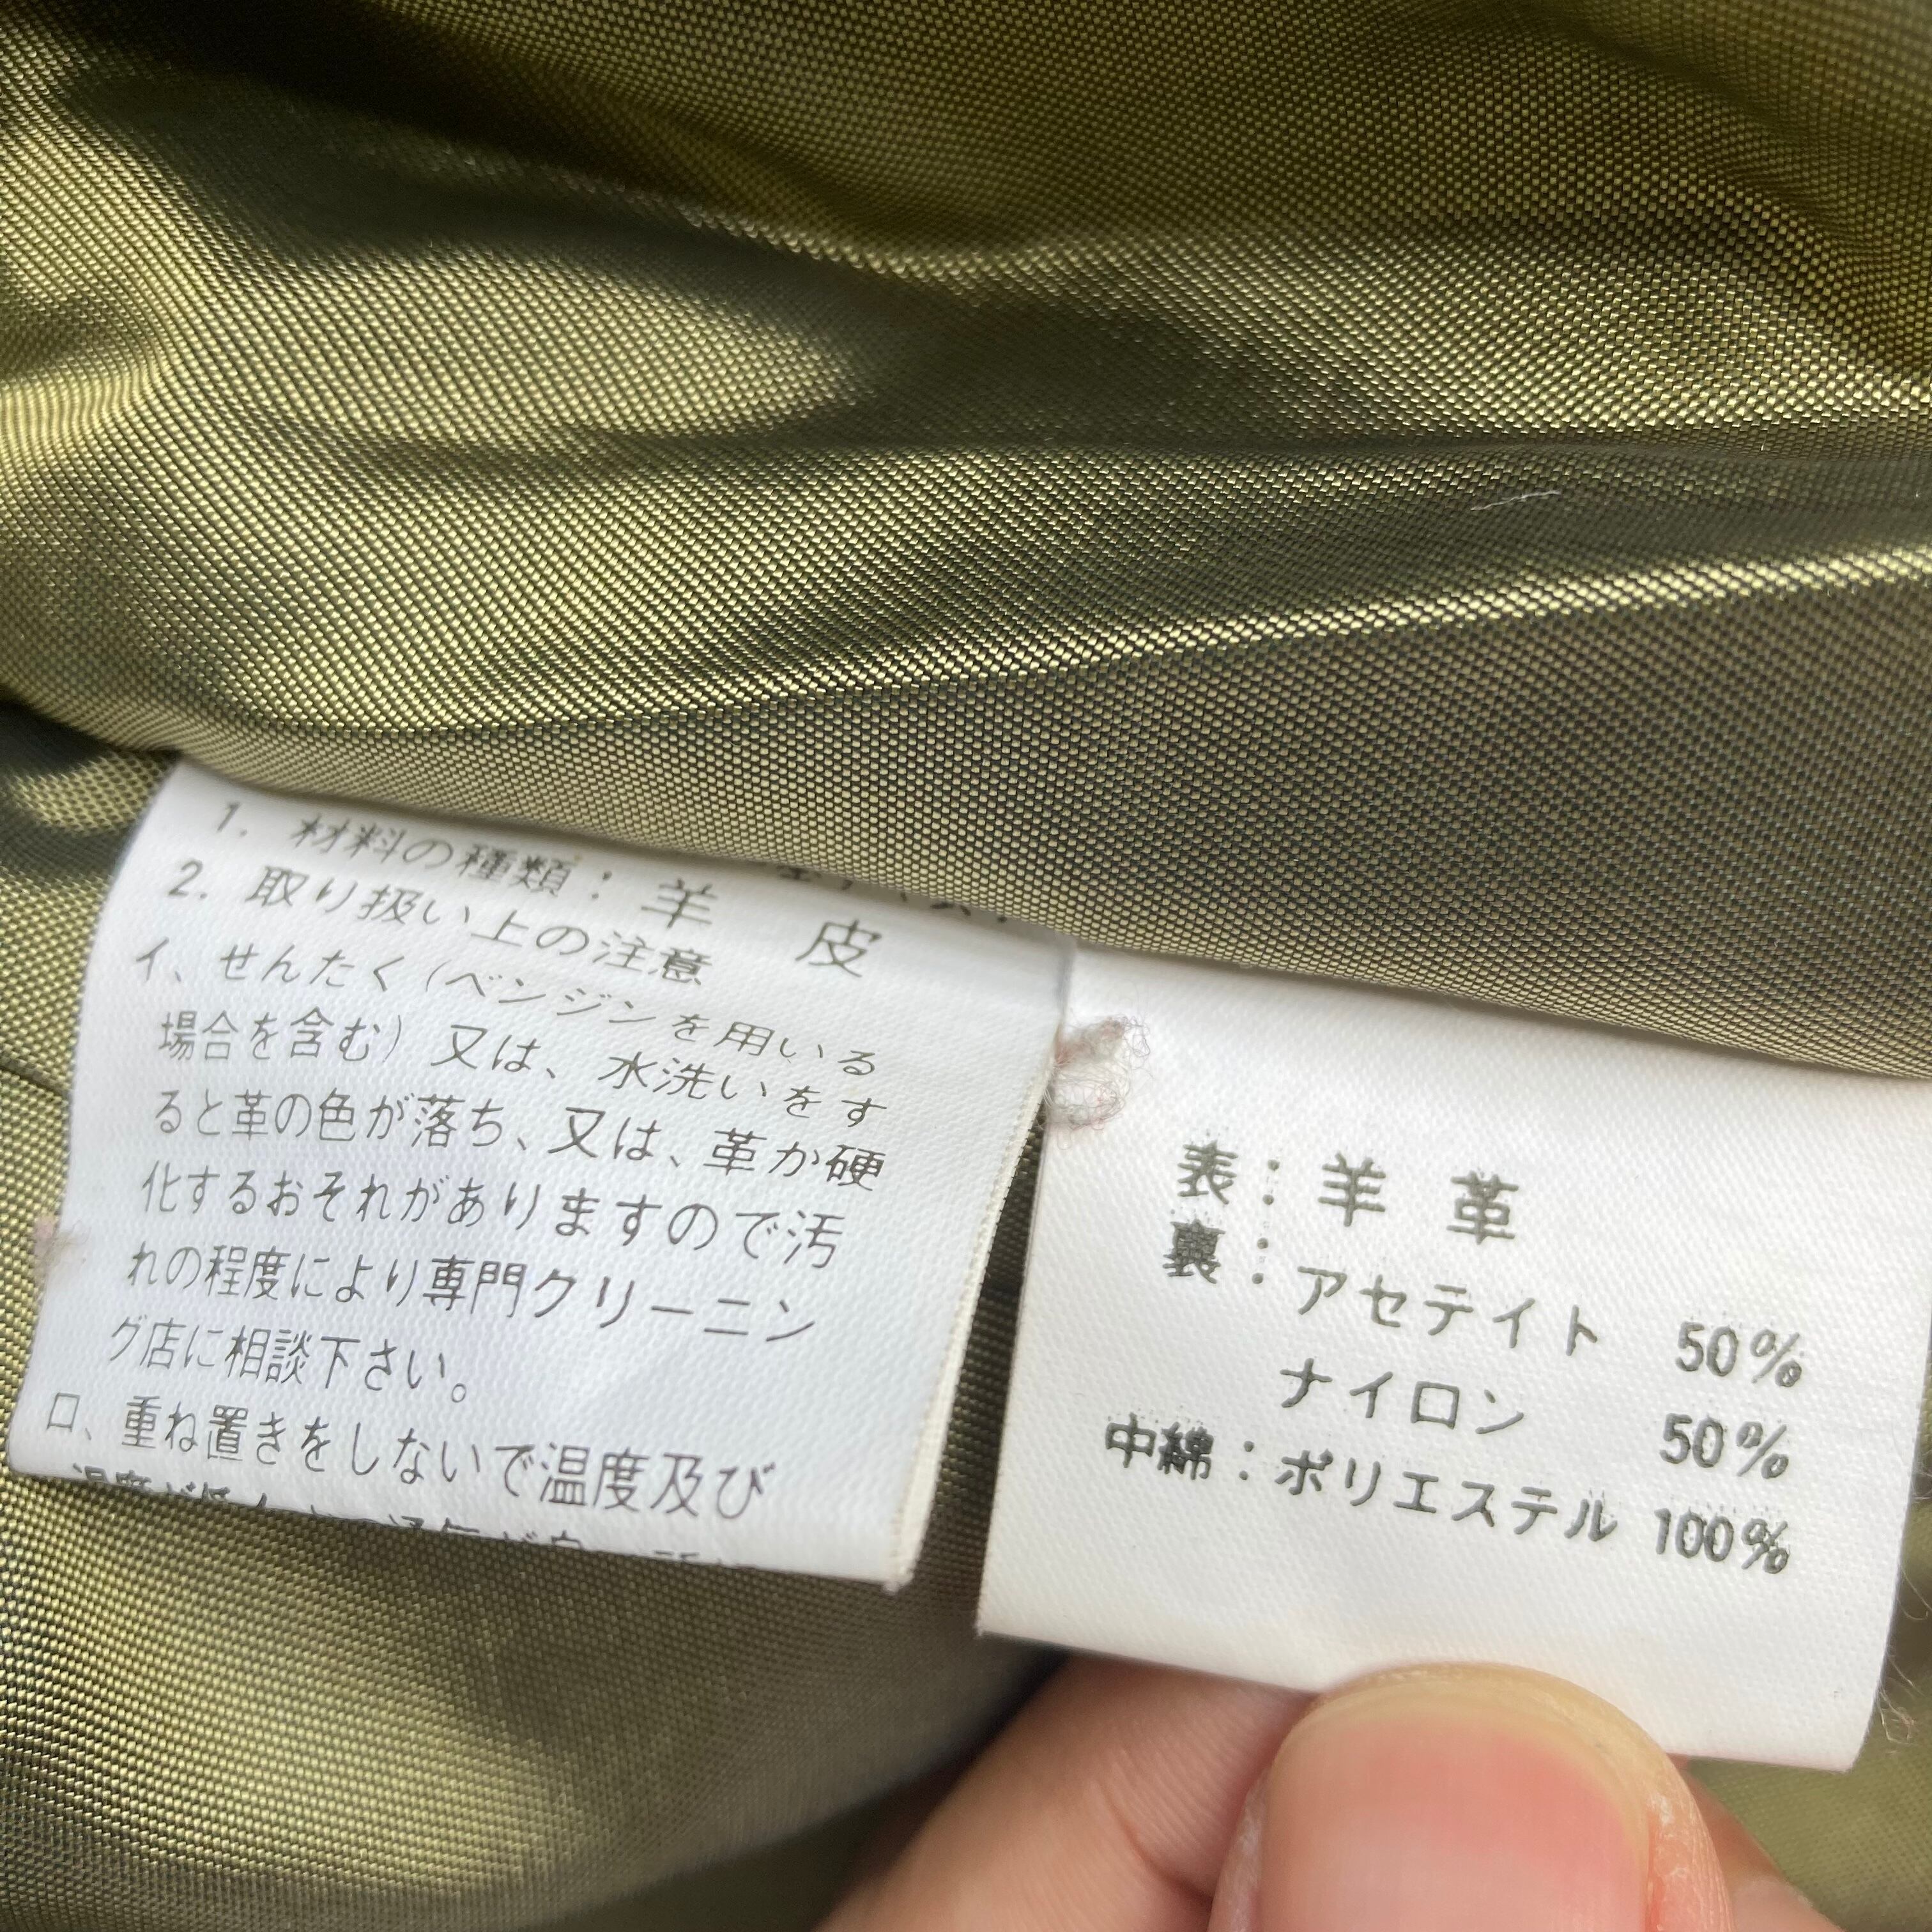 1. 材料の種類：羊　皮
2. 取り扱い上の注意
イ、せんたく(ベンジンを用いる
場合を含む)又は、水洗いをす
ると革の色が落ち、又は、革が硬
化するおそれがありますので汚
れの程度により専門クリーニン
グ店に相談下さい。
ロ、重ね置きをしないで温度及び
表：羊 革
裏：アセテイト 50%
ナイロン 50%
中綿：ポリエステル 100%